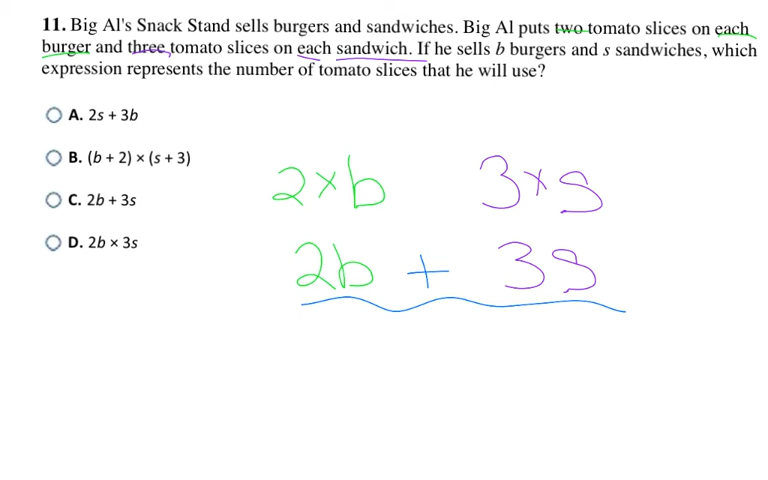 11. Big Al's Snack Stand sells burgers and sandwiches. Big Al puts two tomato slices on each
burger and three tomato slices on each sandwich. If he sells b burgers and s sandwiches, which
expression represents the number of tomato slices that he will use?
A. 2s + 3b
B. (b + 2) × (s + 3)
C. 2b + 3s
D. 2b × 3s
2 × b 3 × s
2b + 3s